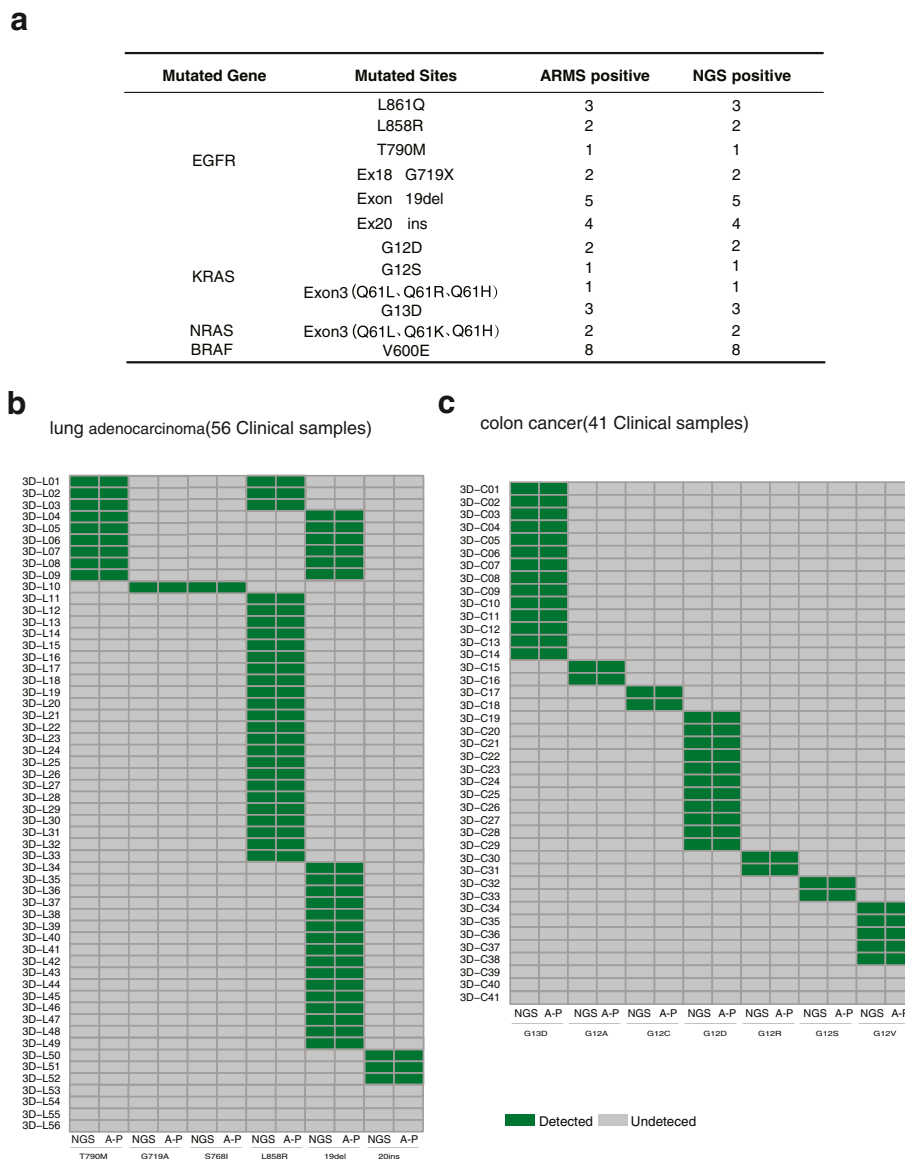 a
Mutated Gene Mutated Sites ARMS positive NGS positive
EGFR
L861Q 3 3
L858R 2 2
T790M 1 1
Ex18 G719X 2 2
Exon 19del 5 5
Ex20 ins 4 4
KRAS
G12D 2 2
G12S 1 1
Exon3(Q61L、Q61R、Q61H) 1 1
G13D 3 3
NRAS Exon3(Q61L、Q61K、Q61H) 2 2
BRAF V600E 8 8
b
lung adenocarcinoma(56 Clinical samples)
3D-L01
3D-L02
3D-L03
3D-L04
3D-L05
3D-L06
3D-L07
3D-L08
3D-L09
3D-L10
3D-L11
3D-L12
3D-L13
3D-L14
3D-L15
3D-L16
3D-L17
3D-L18
3D-L19
3D-L20
3D-L21
3D-L22
3D-L23
3D-L24
3D-L25
3D-L26
3D-L27
3D-L28
3D-L29
3D-L30
3D-L31
3D-L32
3D-L33
3D-L34
3D-L35
3D-L36
3D-L37
3D-L38
3D-L39
3D-L40
3D-L41
3D-L42
3D-L43
3D-L44
3D-L45
3D-L46
3D-L47
3D-L48
3D-L49
3D-L50
3D-L51
3D-L52
3D-L53
3D-L54
3D-L55
3D-L56
NGS A-P NGS A-P NGS A-P NGS A-P NGS A-P NGS A-P
T790M G719A S768I L858R 19del 20ins
c
colon cancer(41 Clinical samples)
3D-C01
3D-C02
3D-C03
3D-C04
3D-C05
3D-C06
3D-C07
3D-C08
3D-C09
3D-C10
3D-C11
3D-C12
3D-C13
3D-C14
3D-C15
3D-C16
3D-C17
3D-C18
3D-C19
3D-C20
3D-C21
3D-C22
3D-C23
3D-C24
3D-C25
3D-C26
3D-C27
3D-C28
3D-C29
3D-C30
3D-C31
3D-C32
3D-C33
3D-C34
3D-C35
3D-C36
3D-C37
3D-C38
3D-C39
3D-C40
3D-C41
NGS A-P NGS A-P NGS A-P NGS A-P NGS A-P NGS A-P NGS A-P
G13D G12A G12C G12D G12R G12S G12V
Detected Undeteced